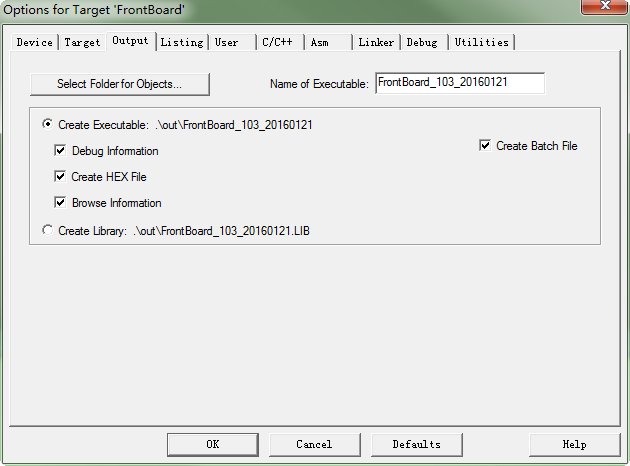 Options for Target 'FrontBoard'
Device Target Output Listing User C/C++ Asm Linker Debug Utilities
Select Folder for Objects... Name of Executable: FrontBoard_103_20160121
Create Executable: .\out\FrontBoard_103_20160121
Debug Information Create Batch File
Create HEX File
Browse Information
Create Library: .\out\FrontBoard_103_20160121.LIB
OK Cancel Defaults Help